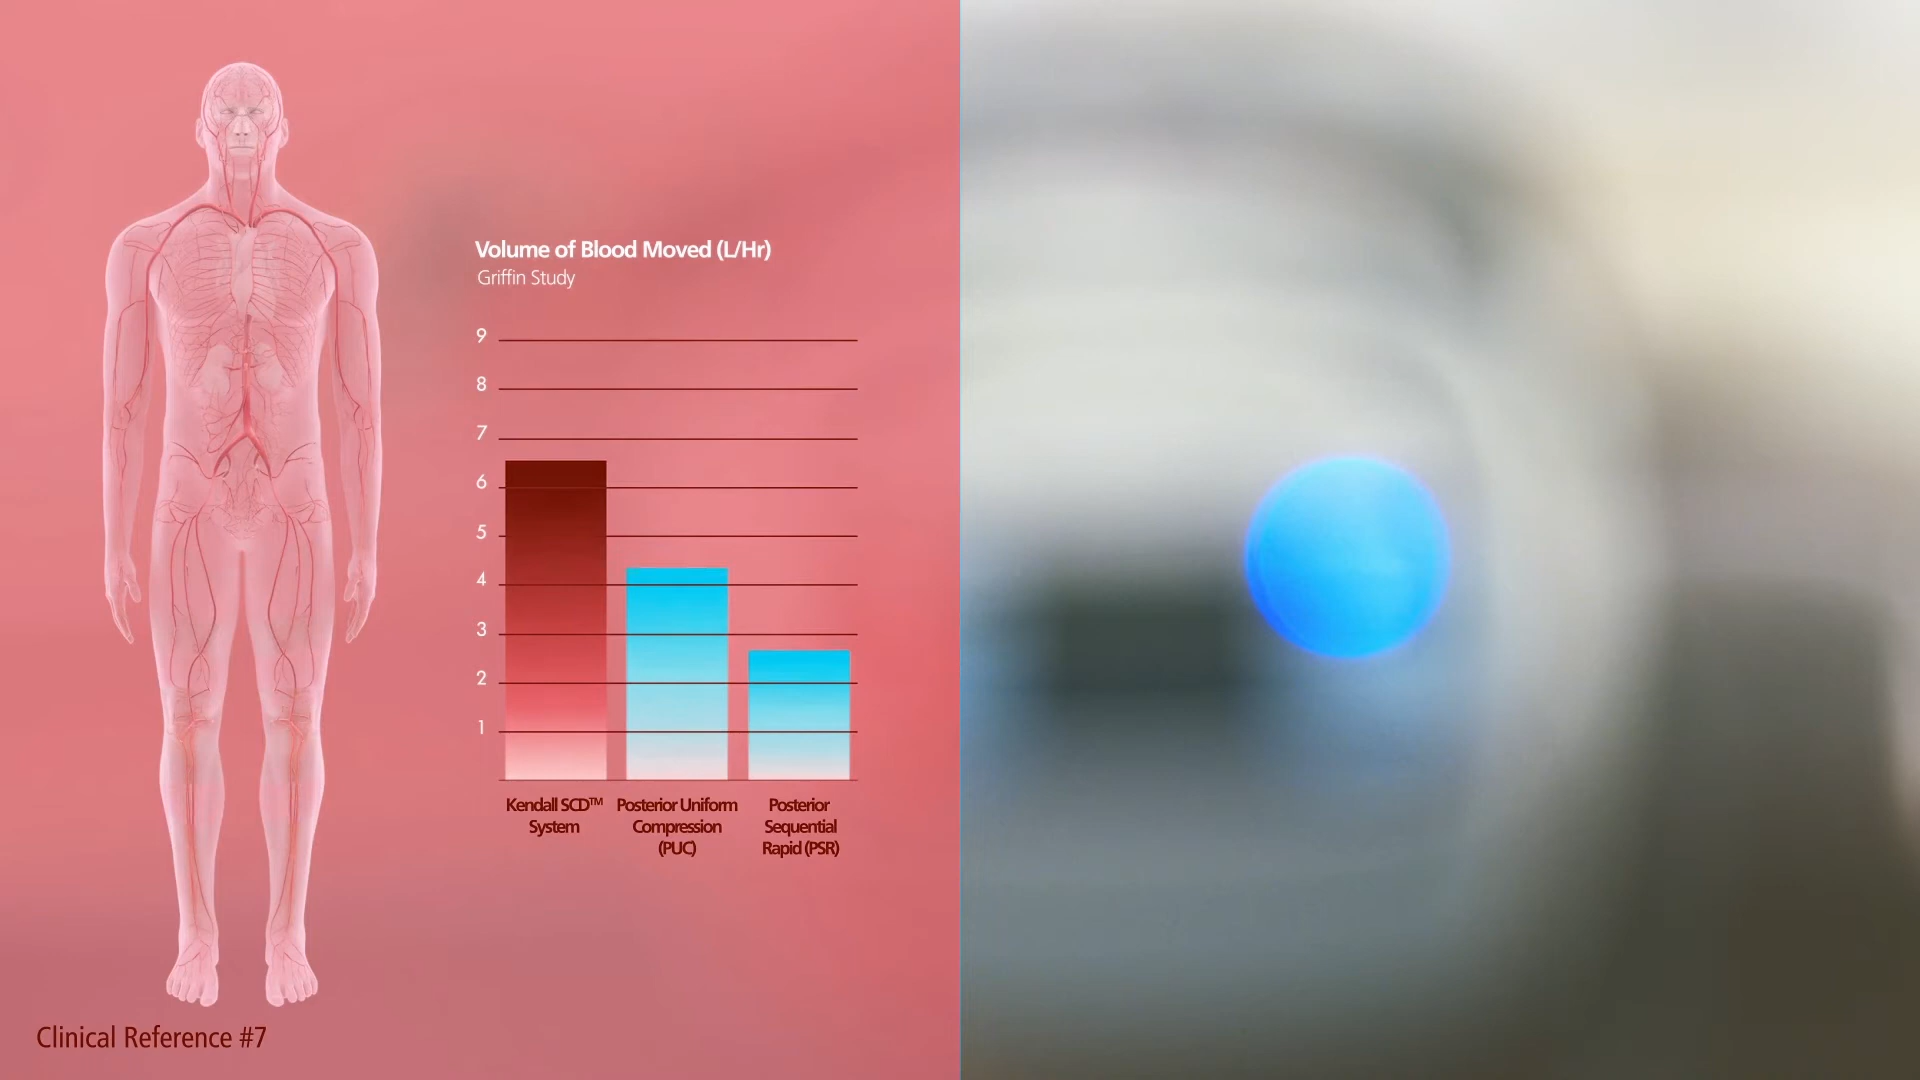 Volume of Blood Moved (L/Hr)
Griffin Study
9
8
7
6
5
4
3
2
1
Kendall SCD™
System
Posterior Uniform
Compression
(PUC)
Posterior
Sequential
Rapid (PSR)
Clinical Reference #7